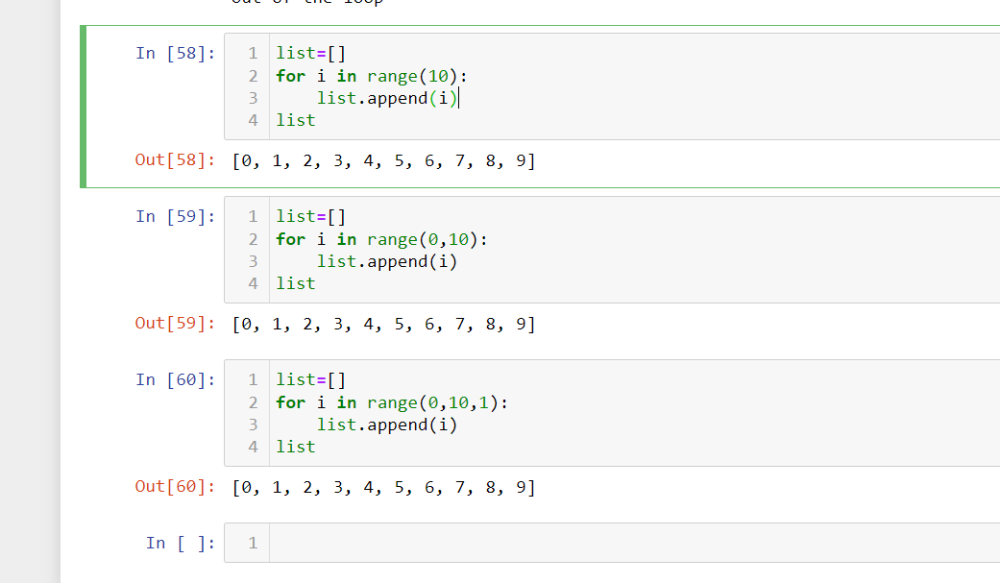 out of the loop
In [58]:
1 list=[]
2 for i in range(10):
3     list.append(i)
4 list
Out[58]: [0, 1, 2, 3, 4, 5, 6, 7, 8, 9]
In [59]:
1 list=[]
2 for i in range(0,10):
3     list.append(i)
4 list
Out[59]: [0, 1, 2, 3, 4, 5, 6, 7, 8, 9]
In [60]:
1 list=[]
2 for i in range(0,10,1):
3     list.append(i)
4 list
Out[60]: [0, 1, 2, 3, 4, 5, 6, 7, 8, 9]
In [ ]:
1